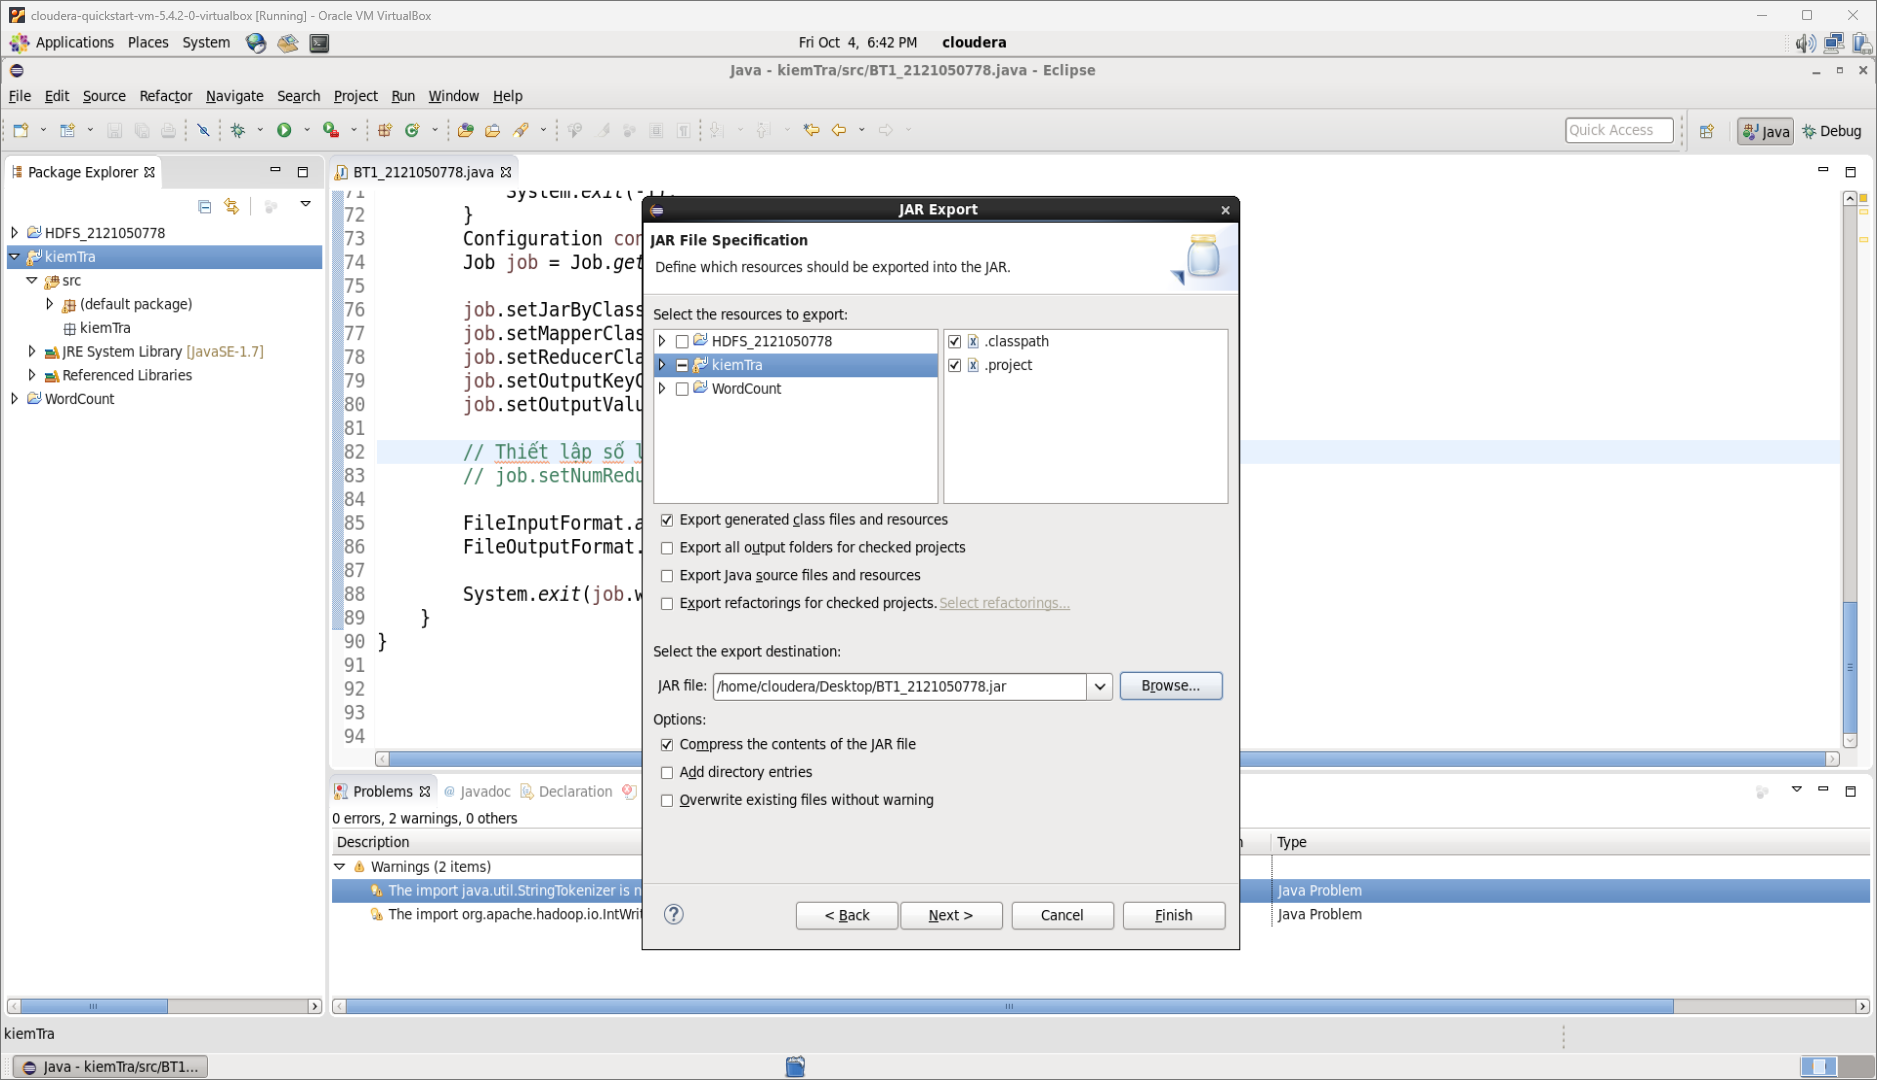 cloudera-quickstart-vm-5.4.2-0-virtualbox [Running] - Oracle VM VirtualBox
Applications Places System
Fri Oct 4, 6:42 PM cloudera
Java - kiemTra/src/BT1_2121050778.java - Eclipse
File Edit Source Refactor Navigate Search Project Run Window Help
Quick Access
Java
Debug
Package Explorer
HDFS_2121050778
kiemTra
src
(default package)
kiemTra
JRE System Library [JavaSE-1.7]
Referenced Libraries
WordCount
BT1_2121050778.java
71 System.exit(-1);
72 }
73 Configuration con
74 Job job = Job.get
75
76 job.setJarByClass
77 job.setMapperClas
78 job.setReducerCla
79 job.setOutputKeyC
80 job.setOutputValu
81
82 // Thiết lập số l
83 // job.setNumRedu
84
85 FileInputFormat.a
86 FileOutputFormat.
87
88 System.exit(job.w
89 }
90 }
91
92
93
94
JAR Export
JAR File Specification
Define which resources should be exported into the JAR.
Select the resources to export:
HDFS_2121050778
kiemTra
WordCount
.classpath
.project
Export generated class files and resources
Export all output folders for checked projects
Export Java source files and resources
Export refactorings for checked projects. Select refactorings...
Select the export destination:
JAR file: /home/cloudera/Desktop/BT1_2121050778.jar Browse...
Options:
Compress the contents of the JAR file
Add directory entries
Overwrite existing files without warning
< Back Next > Cancel Finish
Problems Javadoc Declaration
0 errors, 2 warnings, 0 others
Description Type
Warnings (2 items)
The import java.util.StringTokenizer is n Java Problem
The import org.apache.hadoop.io.IntWrit Java Problem
kiemTra
Java - kiemTra/src/BT1...